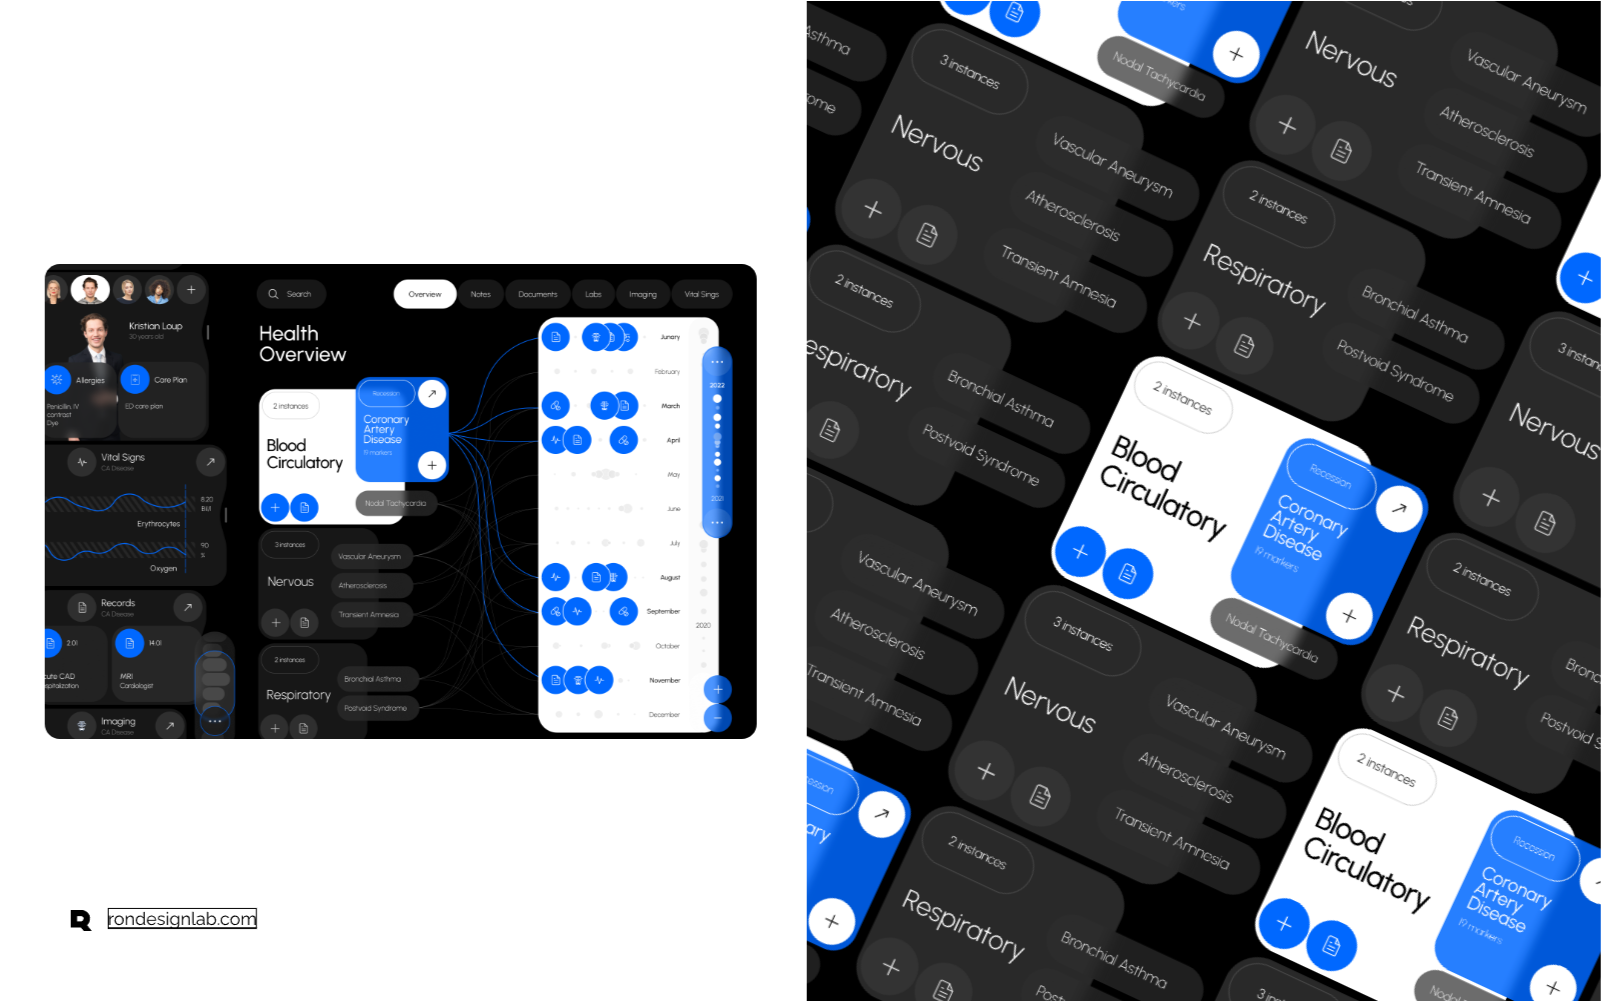 Kristian Loup
30 years old
Allergies
Care Plan
Penicillin, IV
contrast
Dye
ED care plan
Vital Signs
CA Disease
8.20
Bl/l
Erythrocytes
90
%
Oxygen
Records
CA Disease
2.01
14.01
cute CAD
spitalization
MRI
Cardiologist
Imaging
CA Disease
Search
Overview
Notes
Documents
Labs
Imaging
Vital Sings
Health
Overview
2 instances
Blood
Circulatory
Recession
Coronary
Artery
Disease
19 markers
Nodal Tachycardia
3 instances
Nervous
Vascular Aneurysm
Atherosclerosis
Transient Amnesia
2 instances
Respiratory
Bronchial Asthma
Postvoid Syndrome
Junery
February
March
April
May
June
July
August
September
October
November
December
2022
2021
2020
rondesignlab.com
Asthma
rome
3 instances
Nervous
Vascular Aneurysm
Atherosclerosis
Transient Amnesia
rkers
Nodal Tachycardia
Nervous
Vascular Aneurysm
Atherosclerosis
Transient Amnesia
2 instances
Respiratory
Bronchial Asthma
Postvoid Syndrome
2 instances
espiratory
Bronchial Asthma
Postvoid Syndrome
2 instances
Blood
Circulatory
Recession
Coronary
Artery
Disease
19 markers
Nodal Tachycardia
3 instan
Nervous
Vascular Aneurysm
Atherosclerosis
Transient Amnesia
3 instances
Nervous
Vascular Aneurysm
Atherosclerosis
Transient Amnesia
2 instances
Respiratory
Bronc
Postvoid S
ession
ary
2 instances
Respiratory
Bronchial Asthma
Post
2 instances
Blood
Circulatory
Recession
Coronary
Artery
Disease
19 markers
Nodal
3 insta